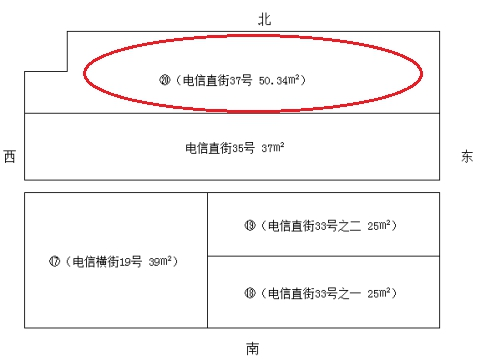 北
⑳（电信直街37号 50.34m²）
电信直街35号 37m²
西
东
⑲（电信直街33号之二 25m²）
⑰（电信横街19号 39m²）
⑱（电信直街33号之一 25m²）
南